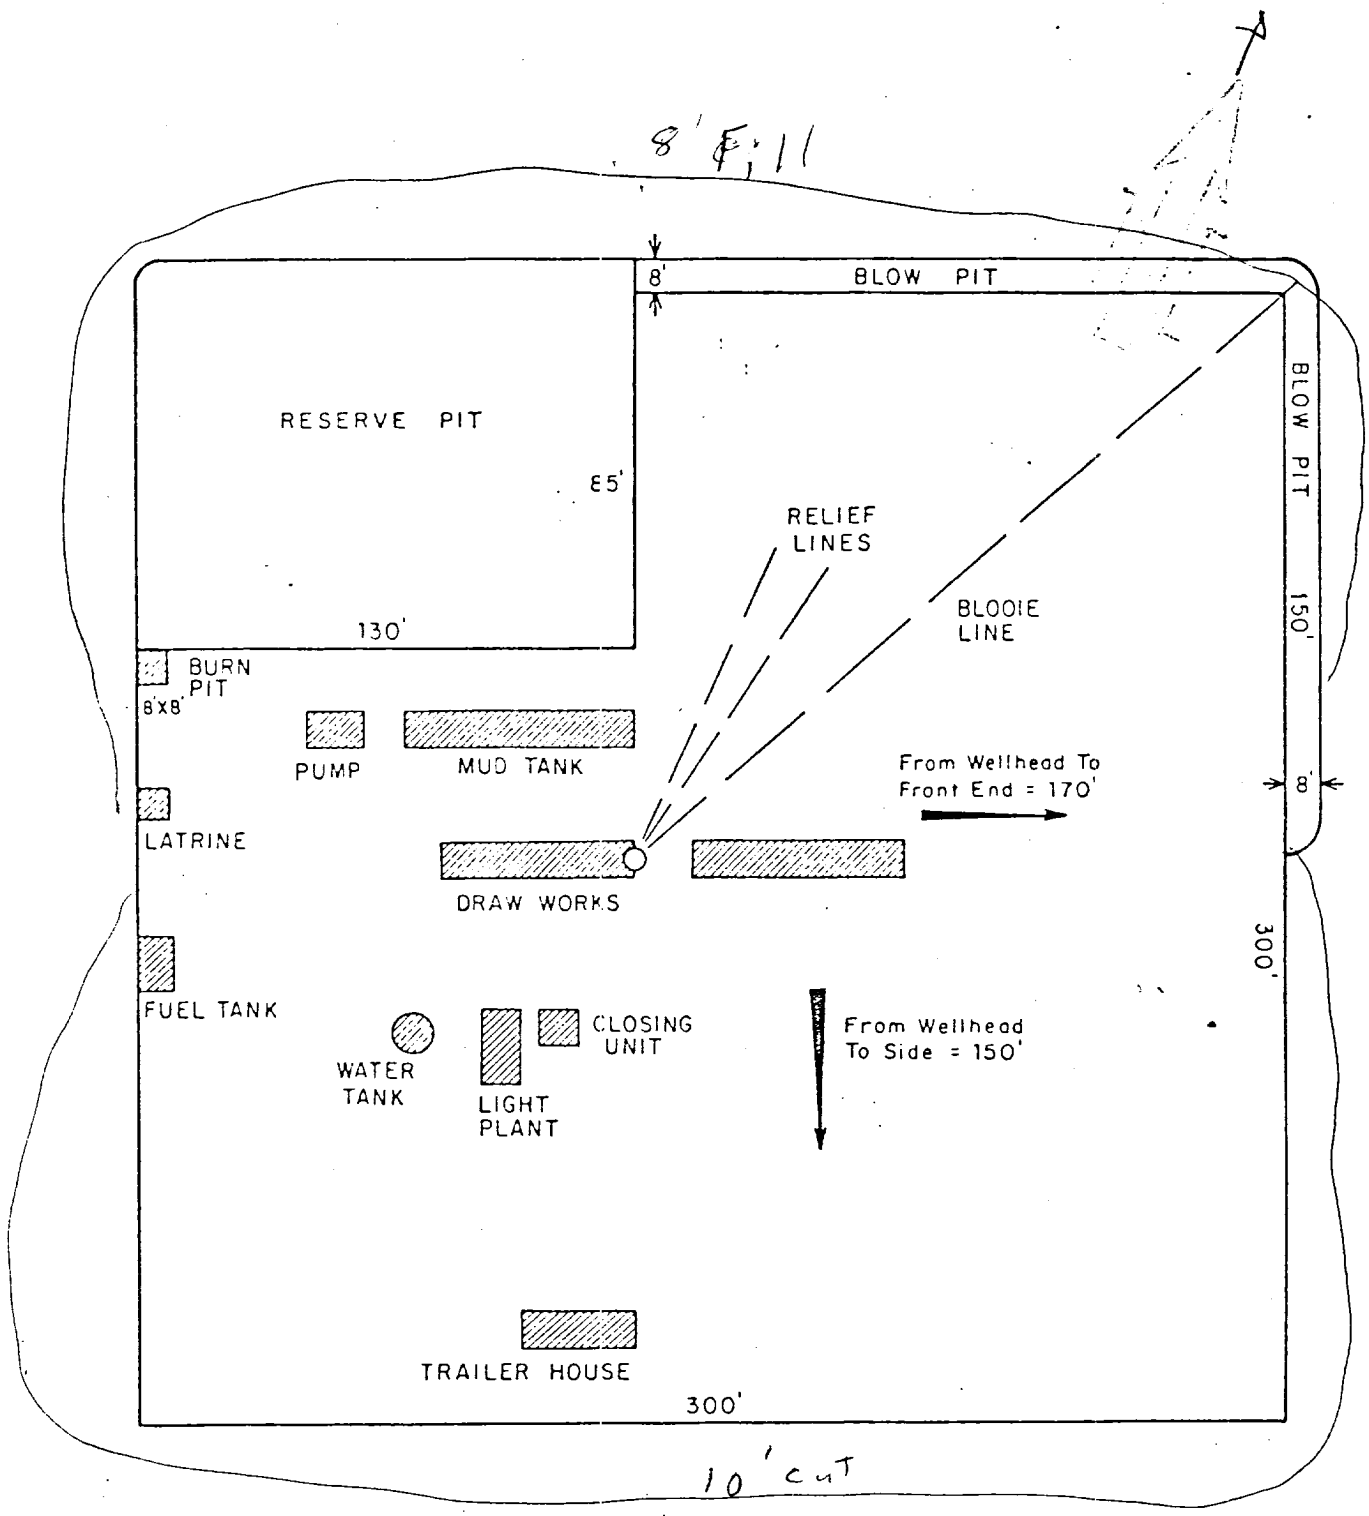 8' Fill
8'
BLOW PIT
BLOW PIT
RESERVE PIT
85'
RELIEF
LINES
BLOOIE
LINE
150'
130'
BURN
PIT
8'X8'
PUMP
MUD TANK
From Wellhead To
Front End = 170'
8'
LATRINE
DRAW WORKS
300'
FUEL TANK
WATER
TANK
LIGHT
PLANT
CLOSING
UNIT
From Wellhead
To Side = 150'
TRAILER HOUSE
300'
10' cuT